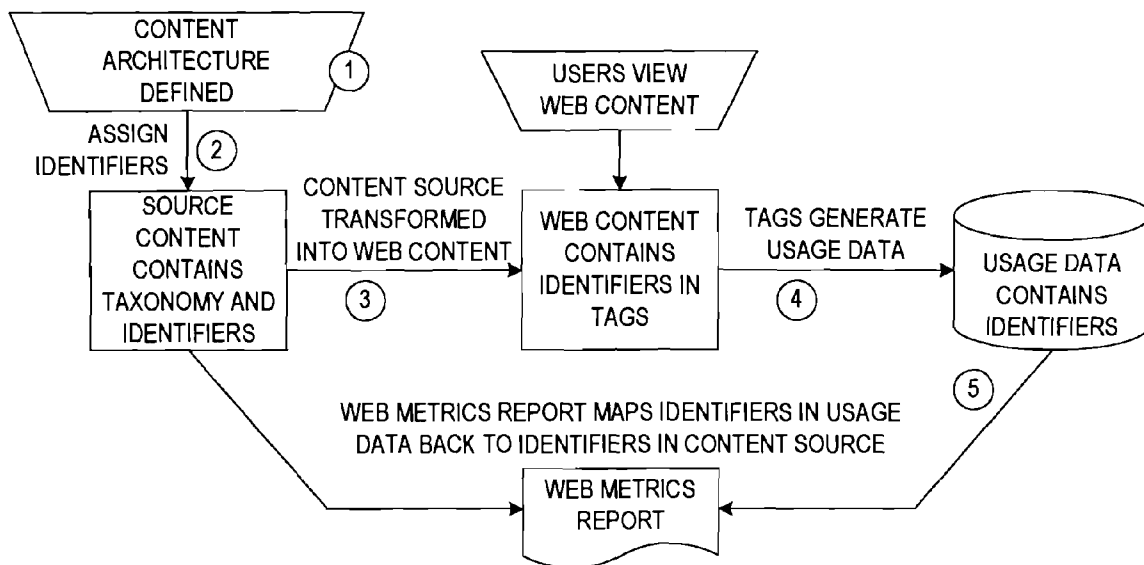 CONTENT
ARCHITECTURE
DEFINED
1
USERS VIEW
WEB CONTENT
ASSIGN
IDENTIFIERS
2
SOURCE
CONTENT
CONTAINS
TAXONOMY AND
IDENTIFIERS
CONTENT SOURCE
TRANSFORMED
INTO WEB CONTENT
3
WEB CONTENT
CONTAINS
IDENTIFIERS IN
TAGS
TAGS GENERATE
USAGE DATA
4
USAGE DATA
CONTAINS
IDENTIFIERS
5
WEB METRICS REPORT MAPS IDENTIFIERS IN USAGE
DATA BACK TO IDENTIFIERS IN CONTENT SOURCE
WEB METRICS
REPORT